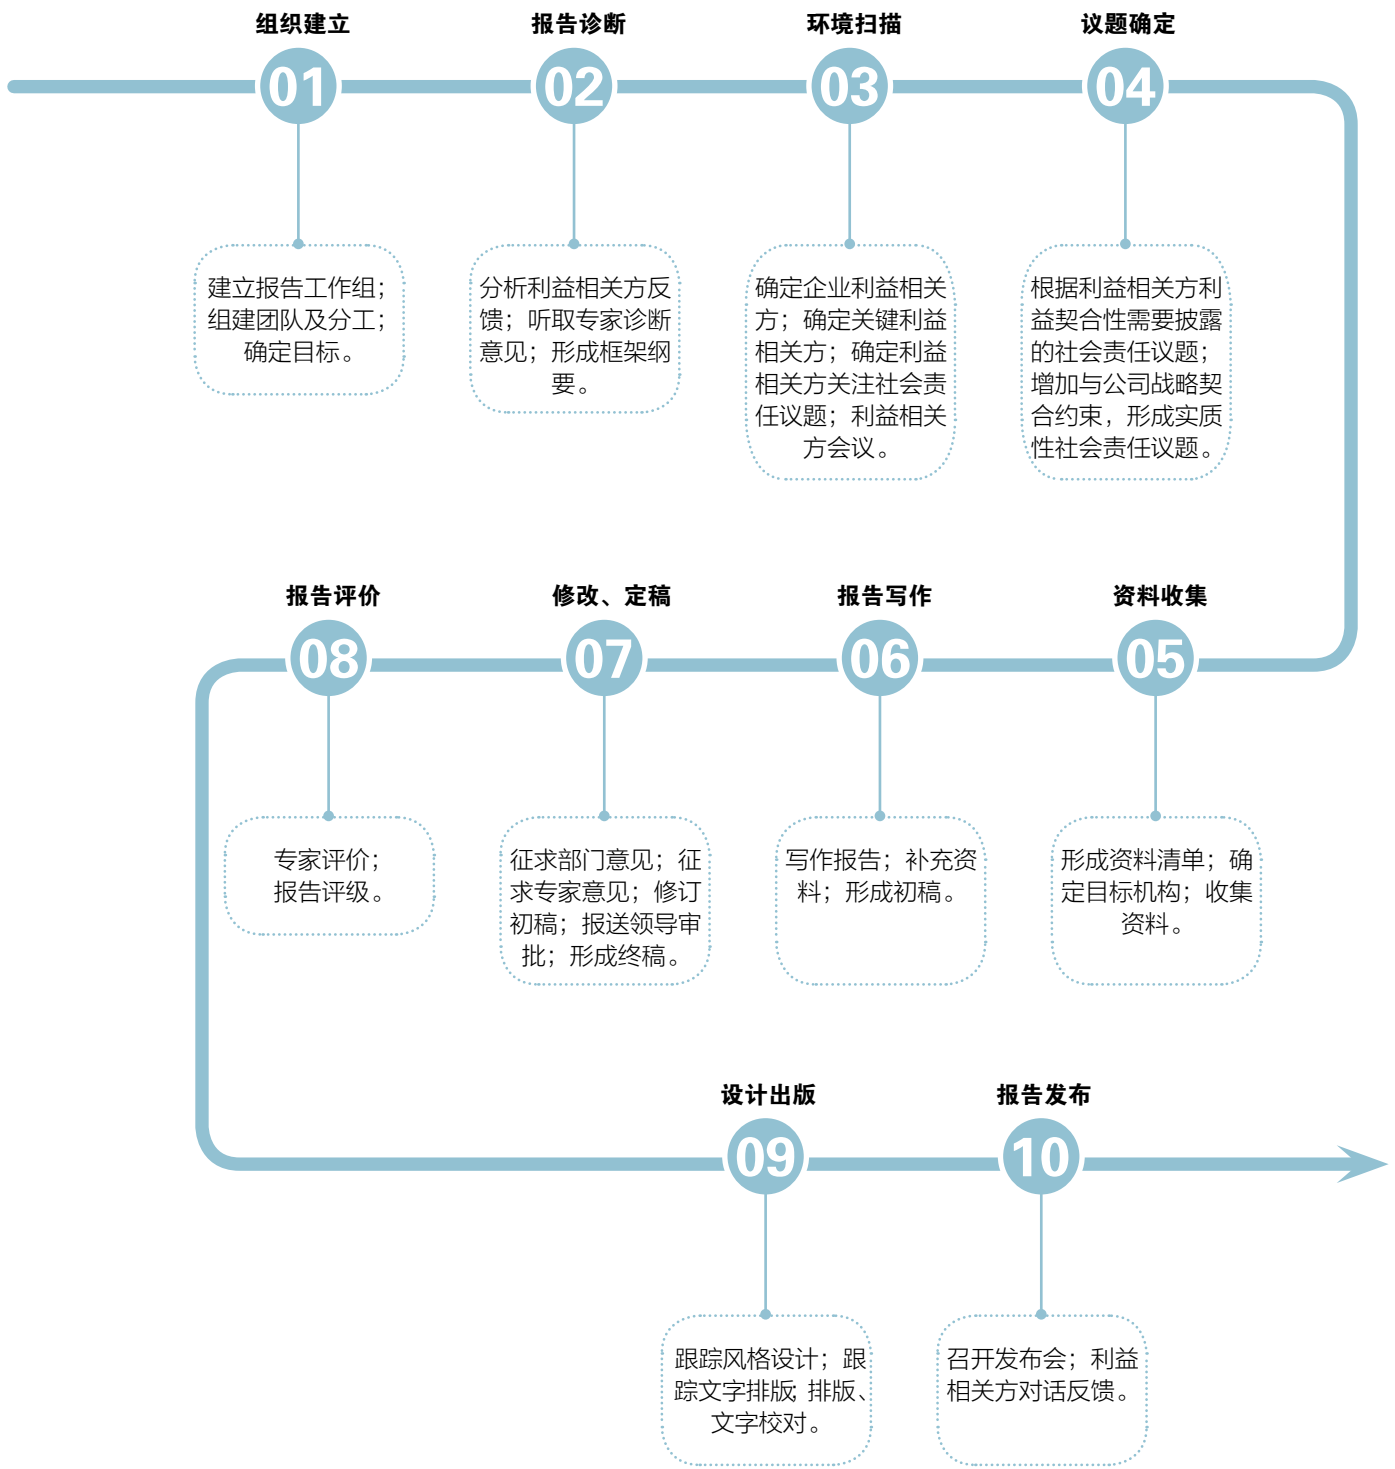 组织建立
01
建立报告工作组；
组建团队及分工；
确定目标。
报告诊断
02
分析利益相关方反
馈；听取专家诊断
意见；形成框架纲
要。
环境扫描
03
确定企业利益相关
方；确定关键利益
相关方；确定利益
相关方关注社会责
任议题；利益相关
方会议。
议题确定
04
根据利益相关方利
益契合性需要披露
的社会责任议题；
增加与公司战略契
合约束，形成实质
性社会责任议题。
资料收集
05
形成资料清单；确
定目标机构；收集
资料。
报告写作
06
写作报告；补充资
料；形成初稿。
修改、定稿
07
征求部门意见；征
求专家意见；修订
初稿；报送领导审
批；形成终稿。
报告评价
08
专家评价；
报告评级。
设计出版
09
跟踪风格设计；跟
踪文字排版；排版、
文字校对。
报告发布
10
召开发布会；利益
相关方对话反馈。